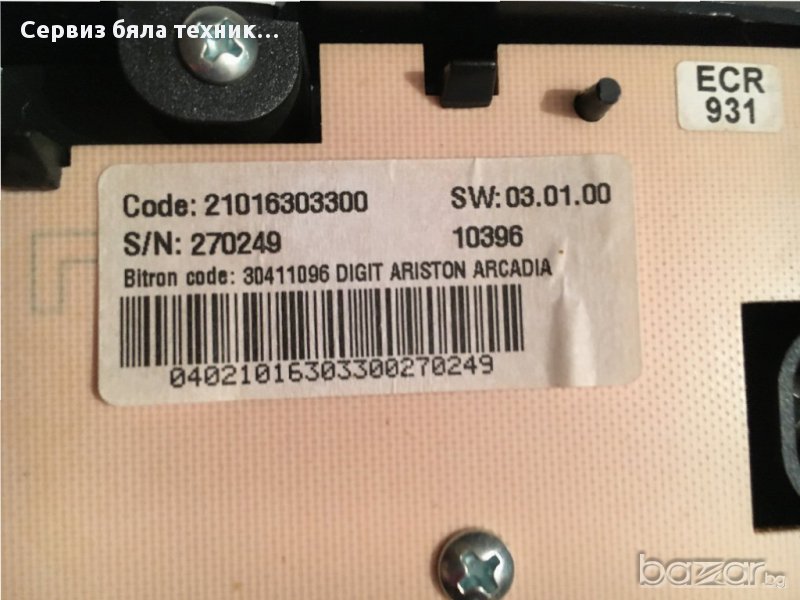 Сервиз бяла техник...
ECR
931
Code: 21016303300 SW: 03.01.00
S/N: 270249 10396
Bitron code: 30411096 DIGIT ARISTON ARCADIA
04021016303300270249
bazar.bg